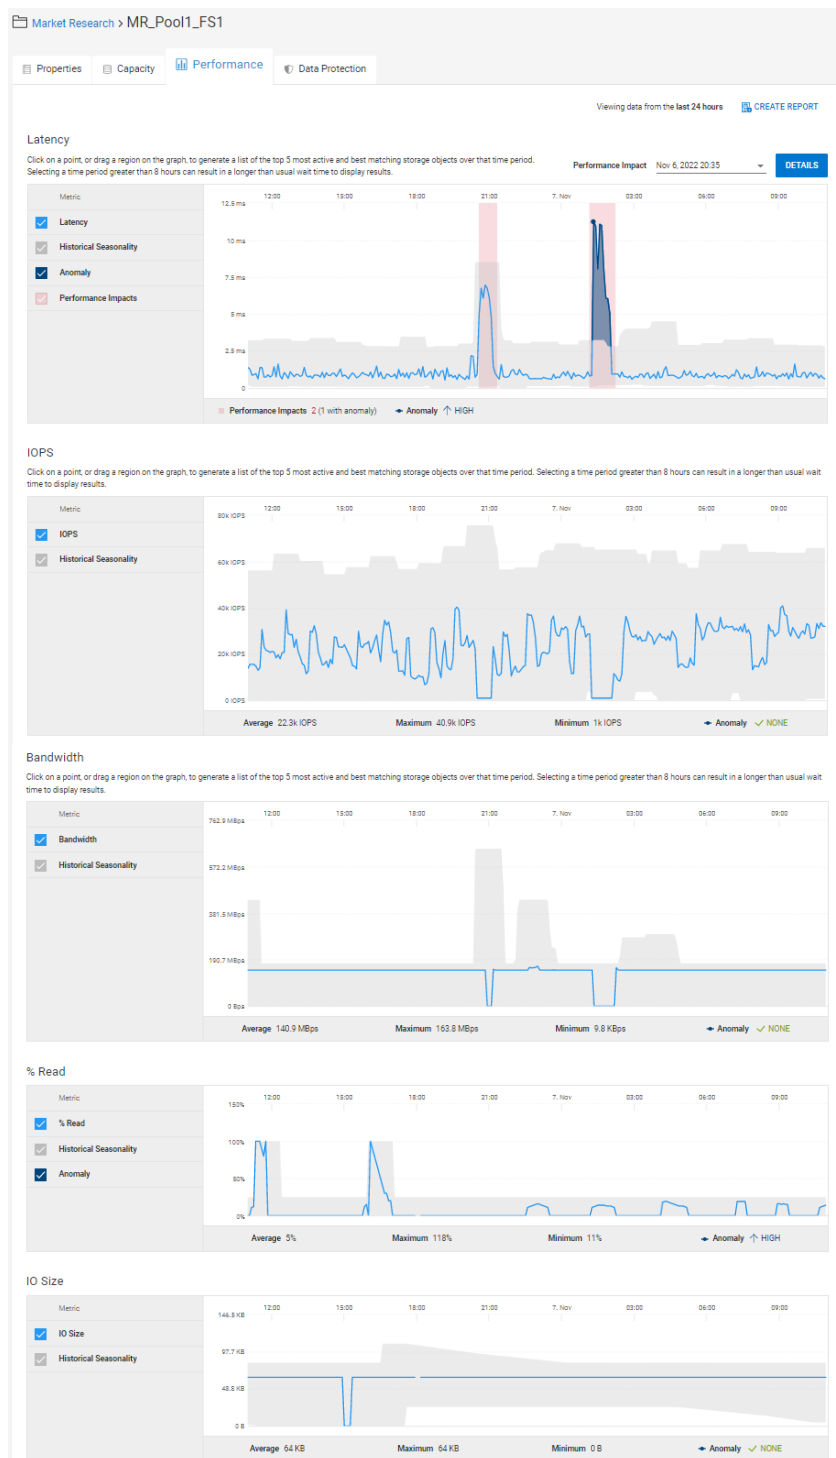 Market Research > MR_Pool1_FS1
Properties Capacity Performance Data Protection
Viewing data from the last 24 hours CREATE REPORT
Latency
Click on a point, or drag a region on the graph, to generate a list of the top 5 most active and best matching storage objects over that time period.
Selecting a time period greater than 8 hours can result in a longer than usual wait time to display results.
Performance Impact Nov 6, 2022 20:35 DETAILS
Metric
Latency
Historical Seasonality
Anomaly
Performance Impacts
12:00 15:00 18:00 21:00 7. Nov 03:00 06:00 09:00
12.5 ms
10 ms
7.5 ms
5 ms
2.5 ms
0
Performance Impacts 2 (1 with anomaly) Anomaly HIGH
IOPS
Click on a point, or drag a region on the graph, to generate a list of the top 5 most active and best matching storage objects over that time period. Selecting a time period greater than 8 hours can result in a longer than usual wait
time to display results.
Metric
IOPS
Historical Seasonality
12:00 15:00 18:00 21:00 7. Nov 03:00 06:00 09:00
80k IOPS
60k IOPS
40k IOPS
20k IOPS
0 IOPS
Average 22.3k IOPS Maximum 40.9k IOPS Minimum 1k IOPS Anomaly NONE
Bandwidth
Click on a point, or drag a region on the graph, to generate a list of the top 5 most active and best matching storage objects over that time period. Selecting a time period greater than 8 hours can result in a longer than usual wait
time to display results.
Metric
Bandwidth
Historical Seasonality
12:00 15:00 18:00 21:00 7. Nov 03:00 06:00 09:00
762.9 MBps
572.2 MBps
381.5 MBps
190.7 MBps
0 Bps
Average 140.9 MBps Maximum 163.8 MBps Minimum 9.8 KBps Anomaly NONE
% Read
Metric
% Read
Historical Seasonality
Anomaly
12:00 15:00 18:00 21:00 7. Nov 03:00 06:00 09:00
150%
100%
50%
0%
Average 5% Maximum 118% Minimum 11% Anomaly HIGH
IO Size
Metric
IO Size
Historical Seasonality
12:00 15:00 18:00 21:00 7. Nov 03:00 06:00 09:00
146.5 KB
97.7 KB
48.8 KB
0 B
Average 64 KB Maximum 64 KB Minimum 0 B Anomaly NONE